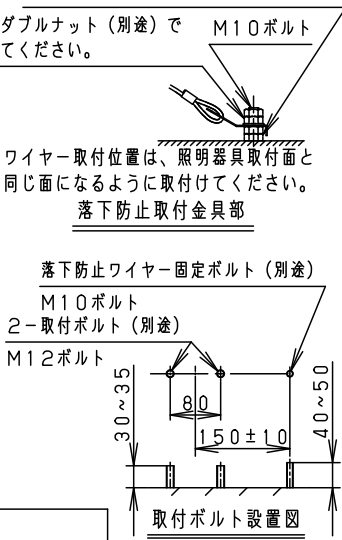 ダブルナット（別途）で
てください。
M10ボルト
ワイヤー取付位置は、照明器具取付面と
同じ面になるように取付けてください。
落下防止取付金具部
落下防止ワイヤー固定ボルト（別途）
M10ボルト
2-取付ボルト（別途）
M12ボルト
80
150±10
30~35
40~50
取付ボルト設置図